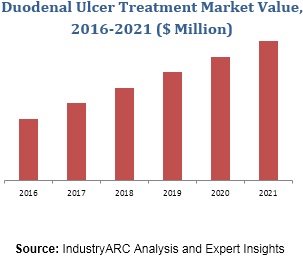 Duodenal Ulcer Treatment Market Value,
2016-2021 ($ Million)
2016 2017 2018 2019 2020 2021
Source: IndustryARC Analysis and Expert Insights